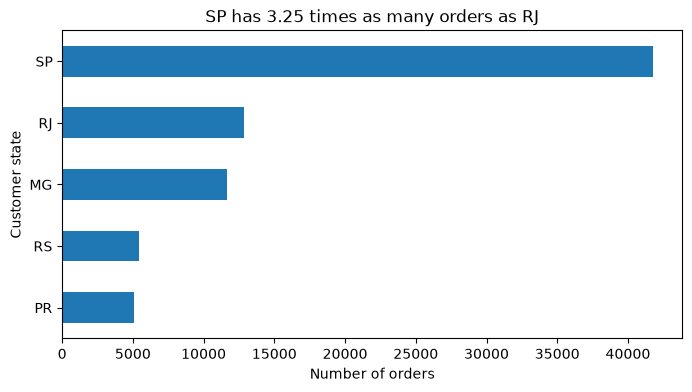 SP has 3.25 times as many orders as RJ
Customer state
SP
RJ
MG
RS
PR
0 5000 10000 15000 20000 25000 30000 35000 40000
Number of orders